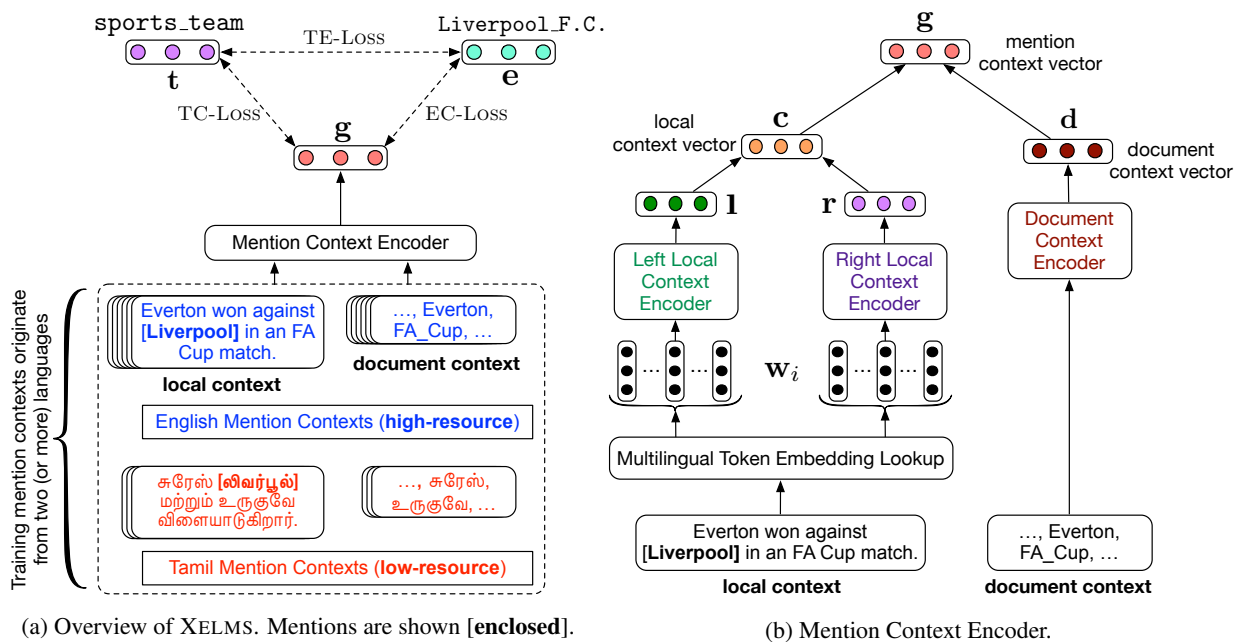 sports_team
Liverpool_F.C.
TE-LOSS
t
e
TC-LOSS
EC-LOSS
g
Mention Context Encoder
Training mention contexts originate
from two (or more) languages
Everton won against
[Liverpool] in an FA
Cup match.
local context
..., Everton,
FA_Cup, ...
document context
English Mention Contexts (high-resource)
சுரேஸ் [லிவர்பூல்]
மற்றும் உருகுவே
விளையாடுகிறார்.
..., சுரேஸ்,
உருகுவே, ...
Tamil Mention Contexts (low-resource)
(a) Overview of XELMS. Mentions are shown [enclosed].
g
mention
context vector
c
local
context vector
d
document
context vector
l
r
Left Local
Context
Encoder
Right Local
Context
Encoder
Document
Context
Encoder
... ...
w_i
... ...
Multilingual Token Embedding Lookup
Everton won against
[Liverpool] in an FA Cup match.
local context
..., Everton,
FA_Cup, ...
document context
(b) Mention Context Encoder.